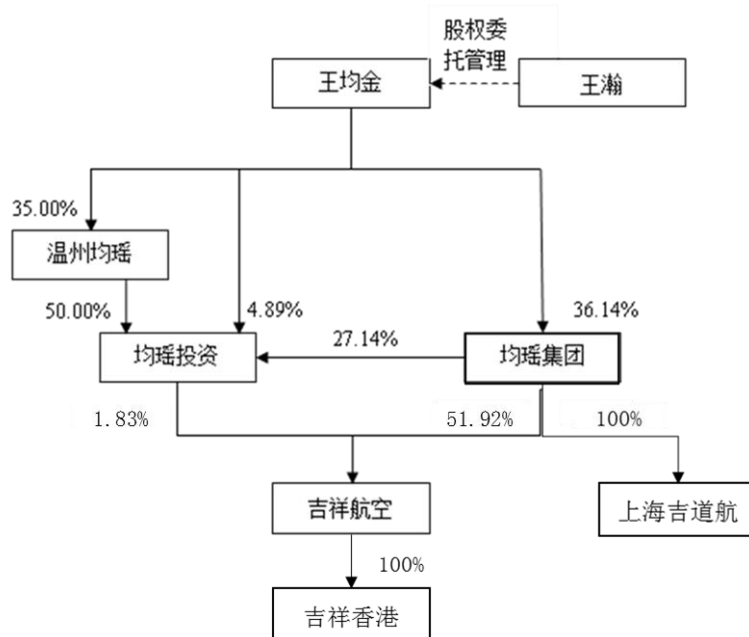 股权委
托管理
王均金
王瀚
35.00%
温州均瑶
50.00%
4.89%
36.14%
27.14%
均瑶投资
均瑶集团
1.83%
51.92%
100%
吉祥航空
上海吉道航
100%
吉祥香港